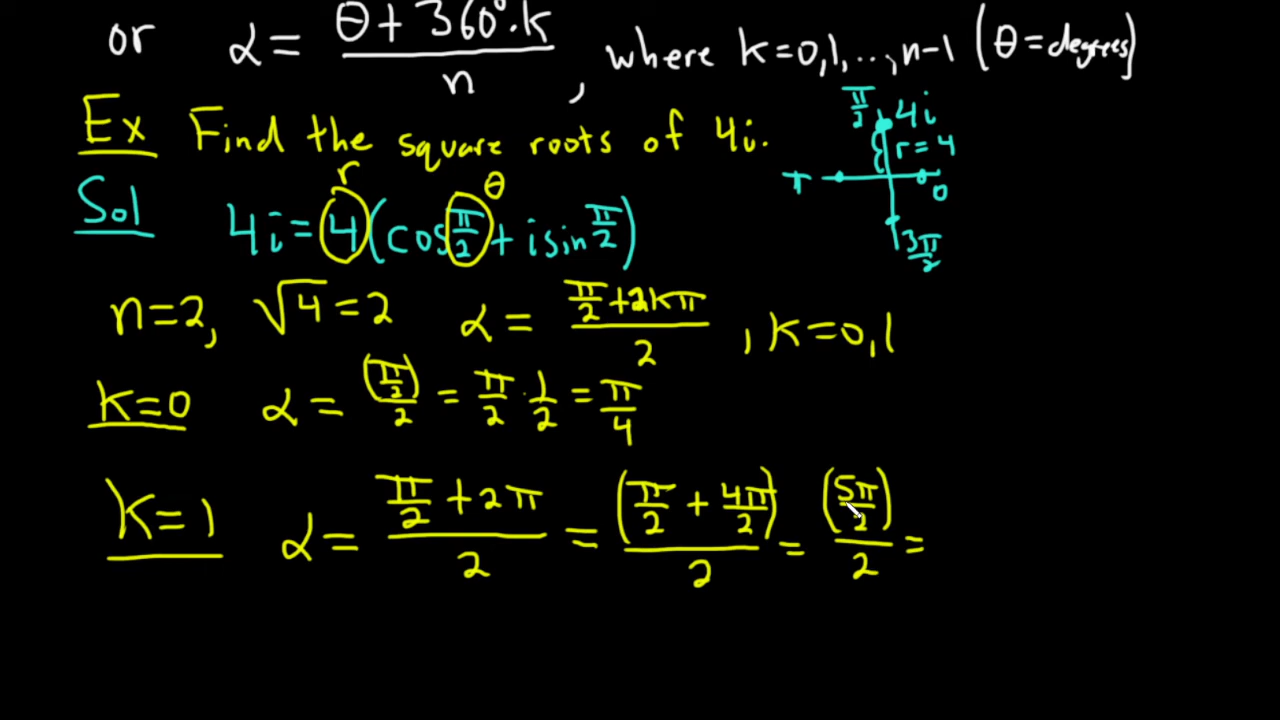 or α = (θ + 360°·k)/n, where k=0,1,...,n-1 (θ=degrees)
Ex Find the square roots of 4i.
π/2 4i
r=4
π 0
3π/2
r θ
Sol 4i = 4(cos π/2 + i sin π/2)
n=2, √4=2 α = (π/2 + 2kπ)/2, k=0,1
k=0 α = (π/2)/2 = π/2 · 1/2 = π/4
k=1 α = (π/2 + 2π)/2 = (π/2 + 4π/2)/2 = (5π/2)/2 =